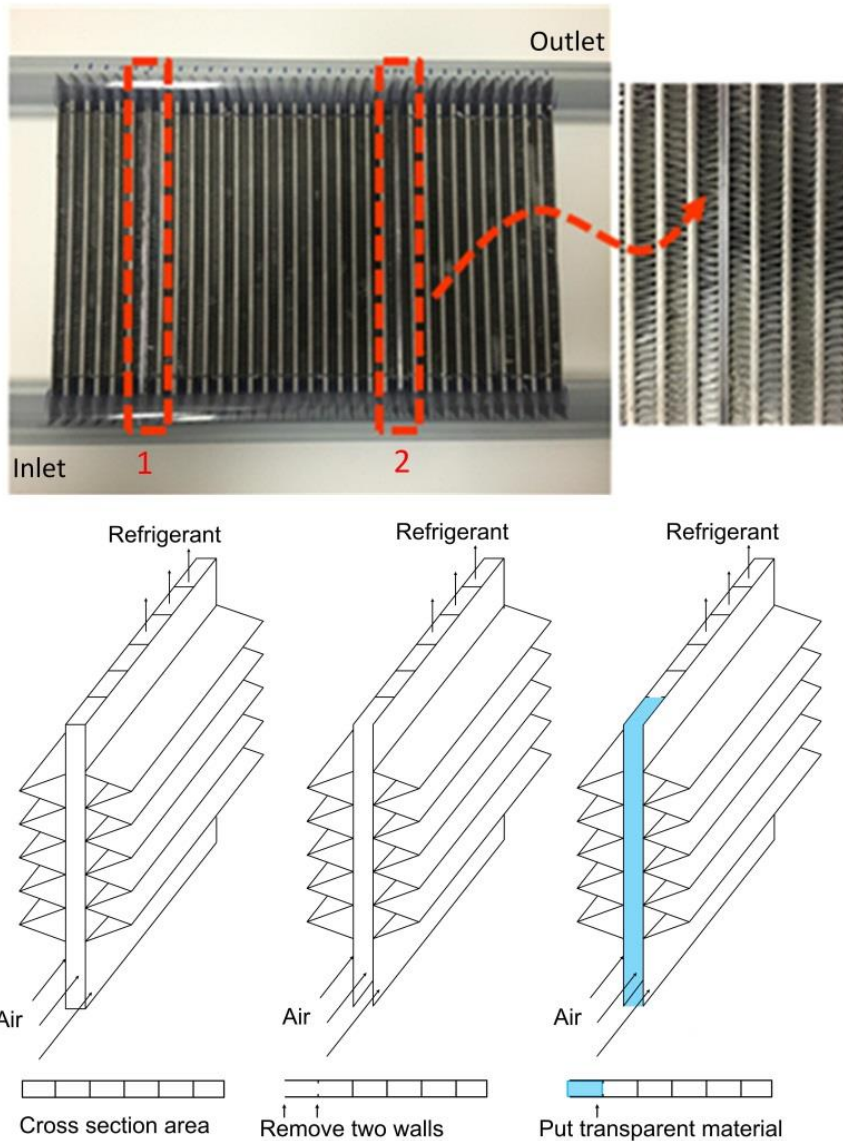 Outlet
Inlet
1
2
Refrigerant
Refrigerant
Refrigerant
Air
Air
Air
Cross section area
Remove two walls
Put transparent material